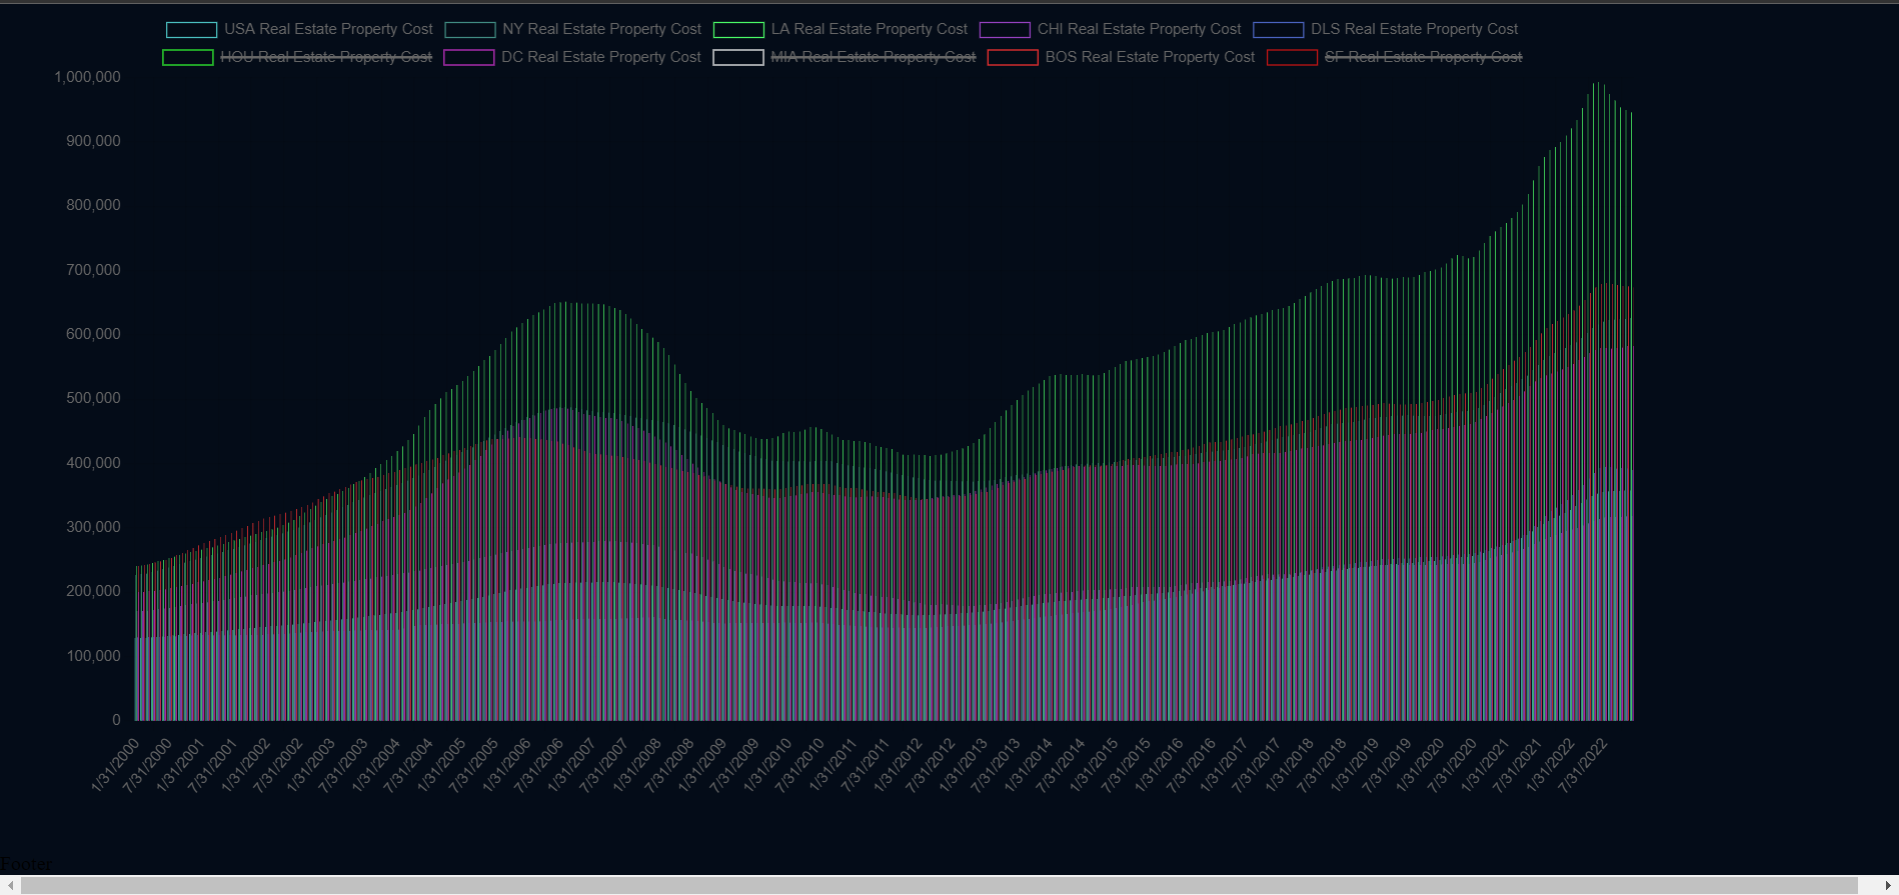 USA Real Estate Property Cost NY Real Estate Property Cost LA Real Estate Property Cost CHI Real Estate Property Cost DLS Real Estate Property Cost
HOU Real Estate Property Cost DC Real Estate Property Cost MIA Real Estate Property Cost BOS Real Estate Property Cost SF Real Estate Property Cost
1,000,000
900,000
800,000
700,000
600,000
500,000
400,000
300,000
200,000
100,000
0
1/31/2000 7/31/2000 1/31/2001 7/31/2001 1/31/2002 7/31/2002 1/31/2003 7/31/2003 1/31/2004 7/31/2004 1/31/2005 7/31/2005 1/31/2006 7/31/2006 1/31/2007 7/31/2007 1/31/2008 7/31/2008 1/31/2009 7/31/2009 1/31/2010 7/31/2010 1/31/2011 7/31/2011 1/31/2012 7/31/2012 1/31/2013 7/31/2013 1/31/2014 7/31/2014 1/31/2015 7/31/2015 1/31/2016 7/31/2016 1/31/2017 7/31/2017 1/31/2018 7/31/2018 1/31/2019 7/31/2019 1/31/2020 7/31/2020 1/31/2021 7/31/2021 1/31/2022 7/31/2022
Footer